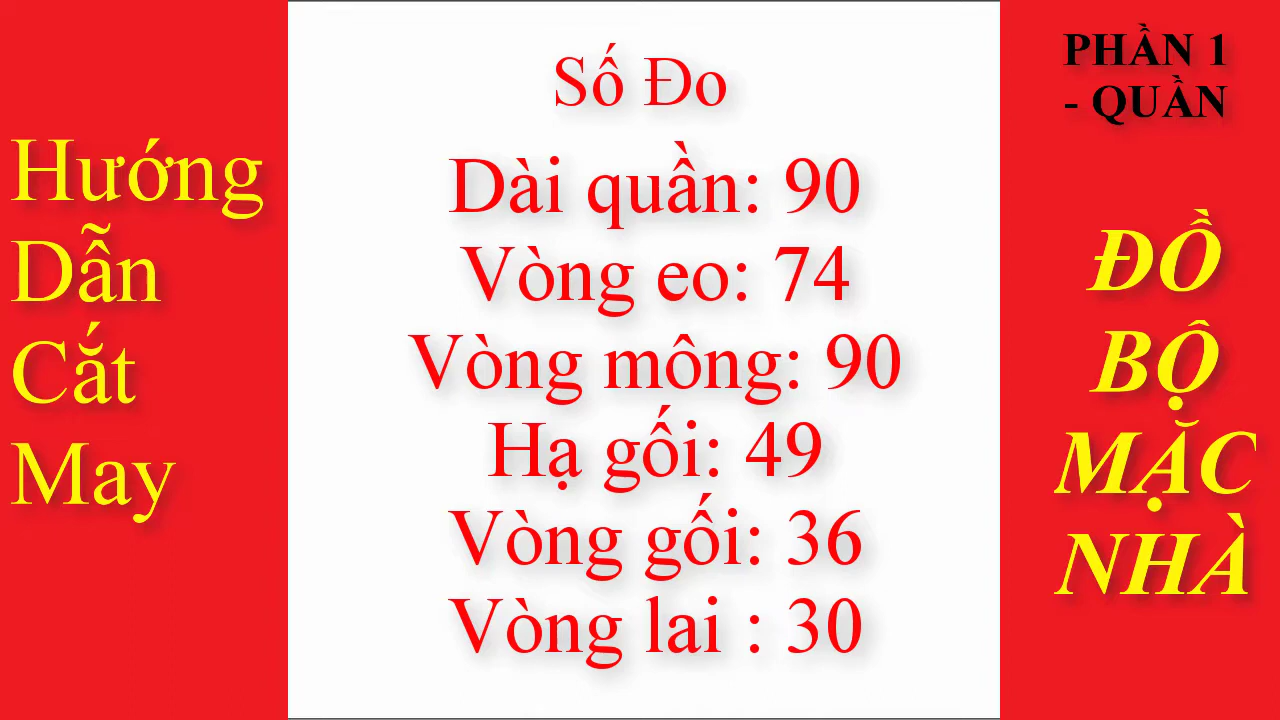 Hướng
Dẫn
Cắt
May
Số Đo
Dài quần: 90
Vòng eo: 74
Vòng mông: 90
Hạ gối: 49
Vòng gối: 36
Vòng lai : 30
PHẦN 1
- QUẦN
ĐỒ
BỘ
MẶC
NHÀ